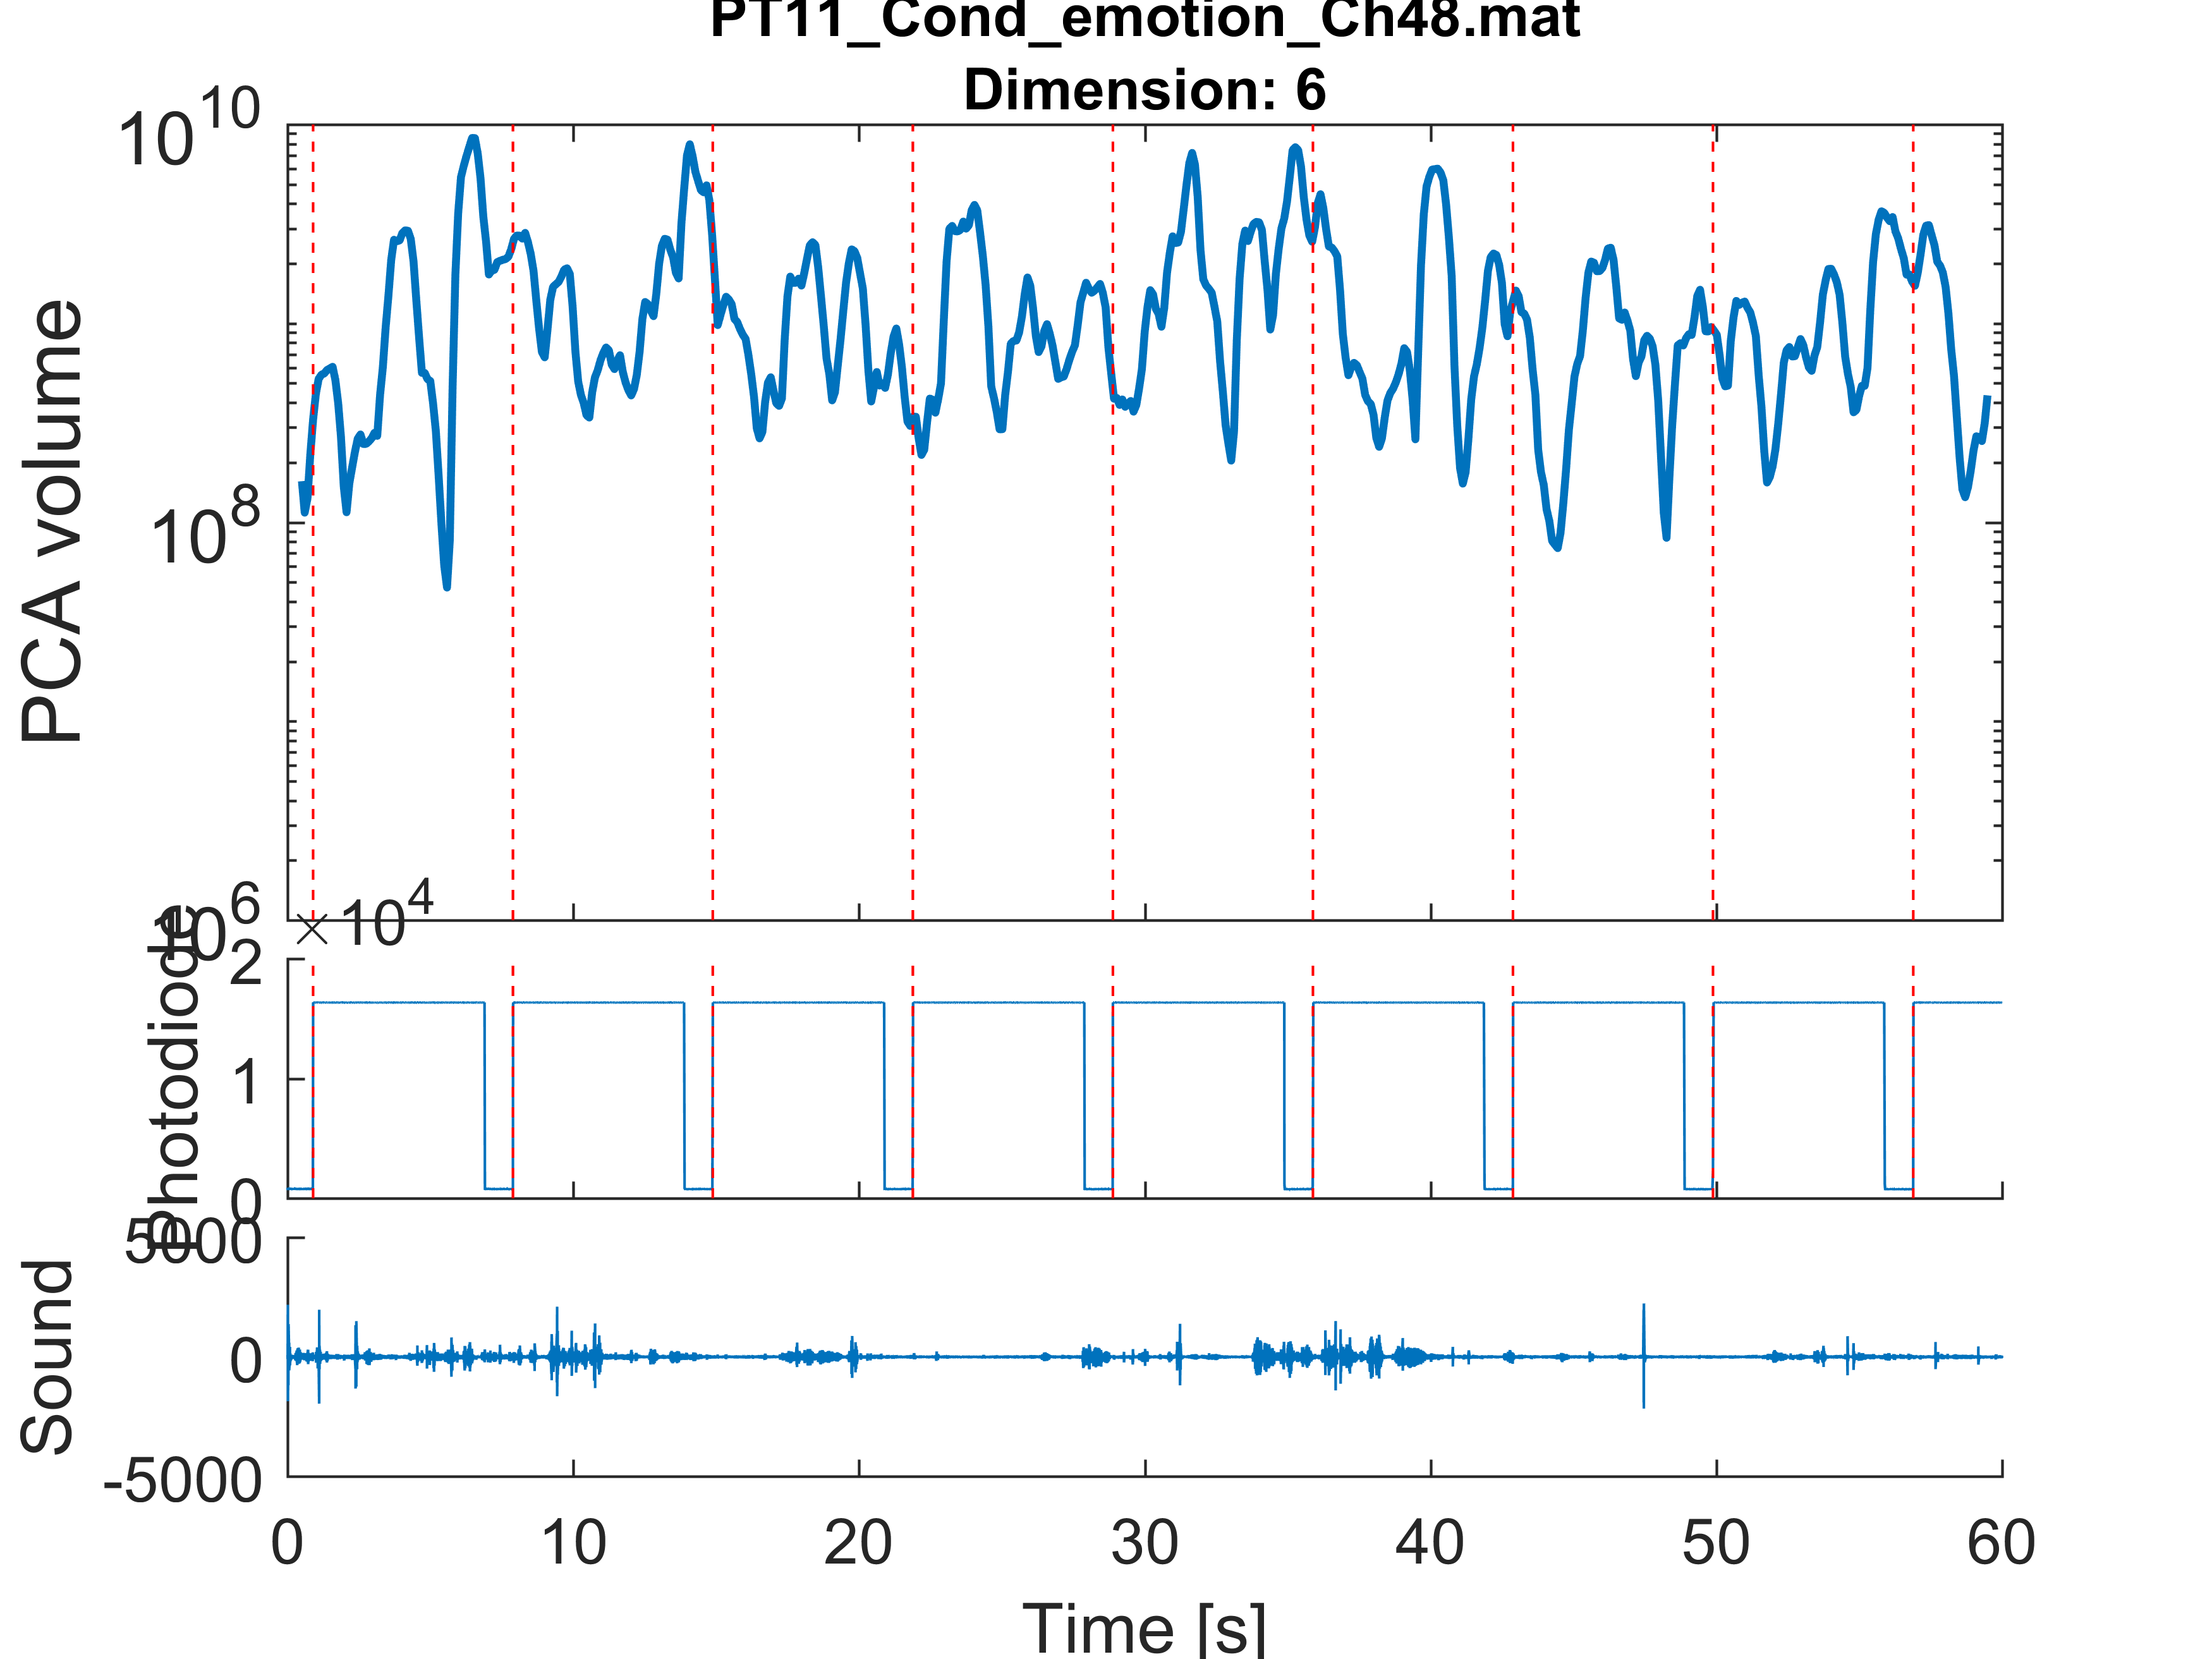 PT11_Cond_emotion_Ch48.mat
Dimension: 6
10^10
10^8
10^6
PCA volume
×10^4
2
1
0
Photodiode
5000
0
-5000
Sound
0 10 20 30 40 50 60
Time [s]